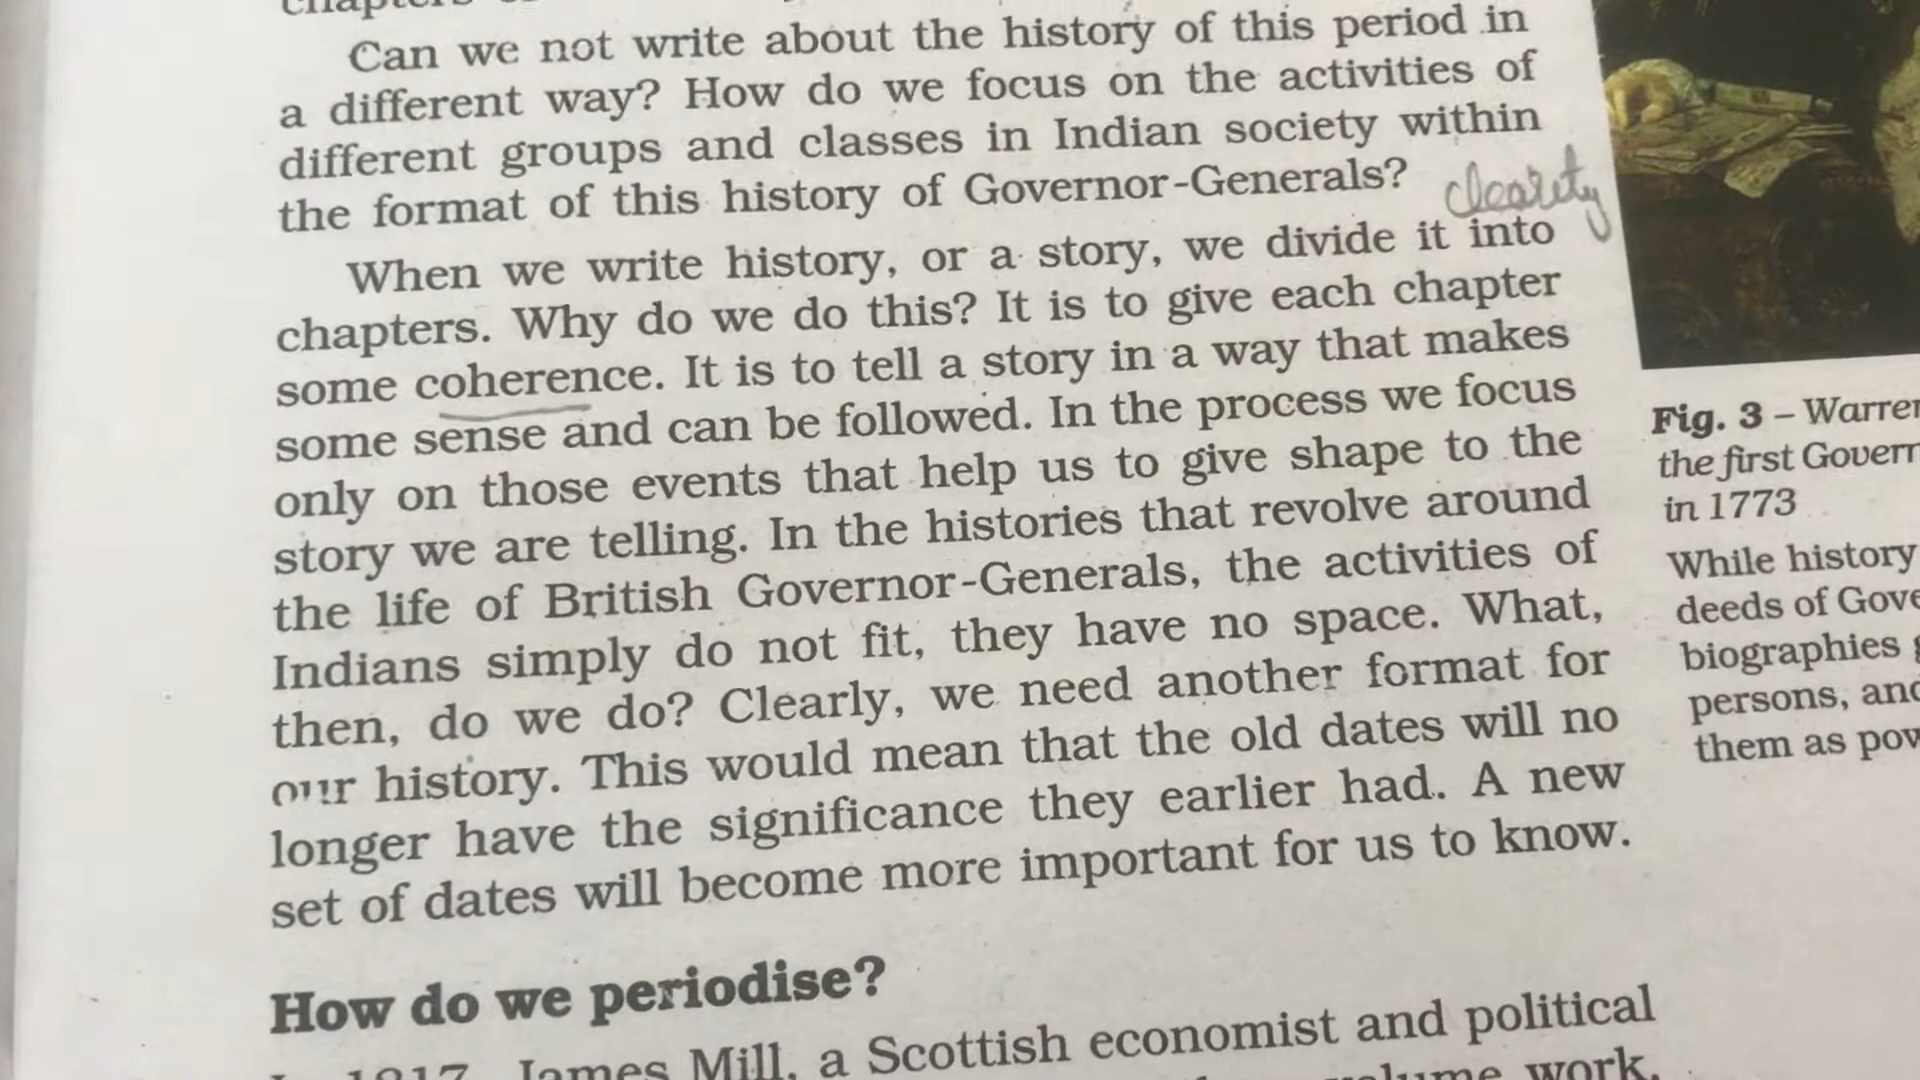 Can we not write about the history of this period in
a different way? How do we focus on the activities of
different groups and classes in Indian society within
the format of this history of Governor-Generals?
clearity
When we write history, or a story, we divide it into
chapters. Why do we do this? It is to give each chapter
some coherence. It is to tell a story in a way that makes
some sense and can be followed. In the process we focus
only on those events that help us to give shape to the
story we are telling. In the histories that revolve around
the life of British Governor-Generals, the activities of
Indians simply do not fit, they have no space. What,
then, do we do? Clearly, we need another format for
our history. This would mean that the old dates will no
longer have the significance they earlier had. A new
set of dates will become more important for us to know.
How do we periodise?
1817, James Mill, a Scottish economist and political
volume work,
Fig. 3 – Warren
the first Govern
in 1773
While history
deeds of Gove
biographies g
persons, and
them as pow